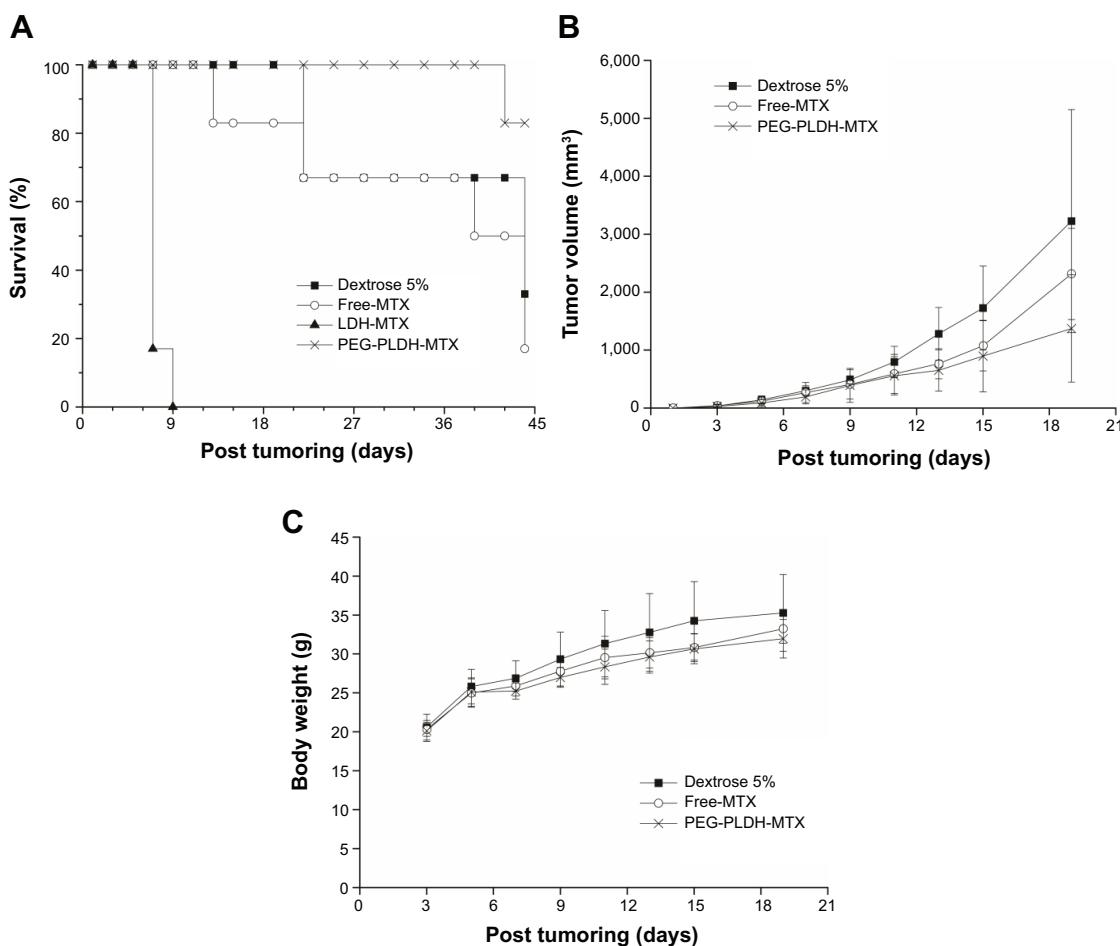 A
Survival (%)
100
80
60
40
20
0
0
9
18
27
36
45
Post tumoring (days)
Dextrose 5%
Free-MTX
LDH-MTX
PEG-PLDH-MTX
B
Tumor volume (mm³)
6,000
5,000
4,000
3,000
2,000
1,000
0
0
3
6
9
12
15
18
21
Post tumoring (days)
Dextrose 5%
Free-MTX
PEG-PLDH-MTX
C
Body weight (g)
45
40
35
30
25
20
15
10
5
0
0
3
6
9
12
15
18
21
Post tumoring (days)
Dextrose 5%
Free-MTX
PEG-PLDH-MTX